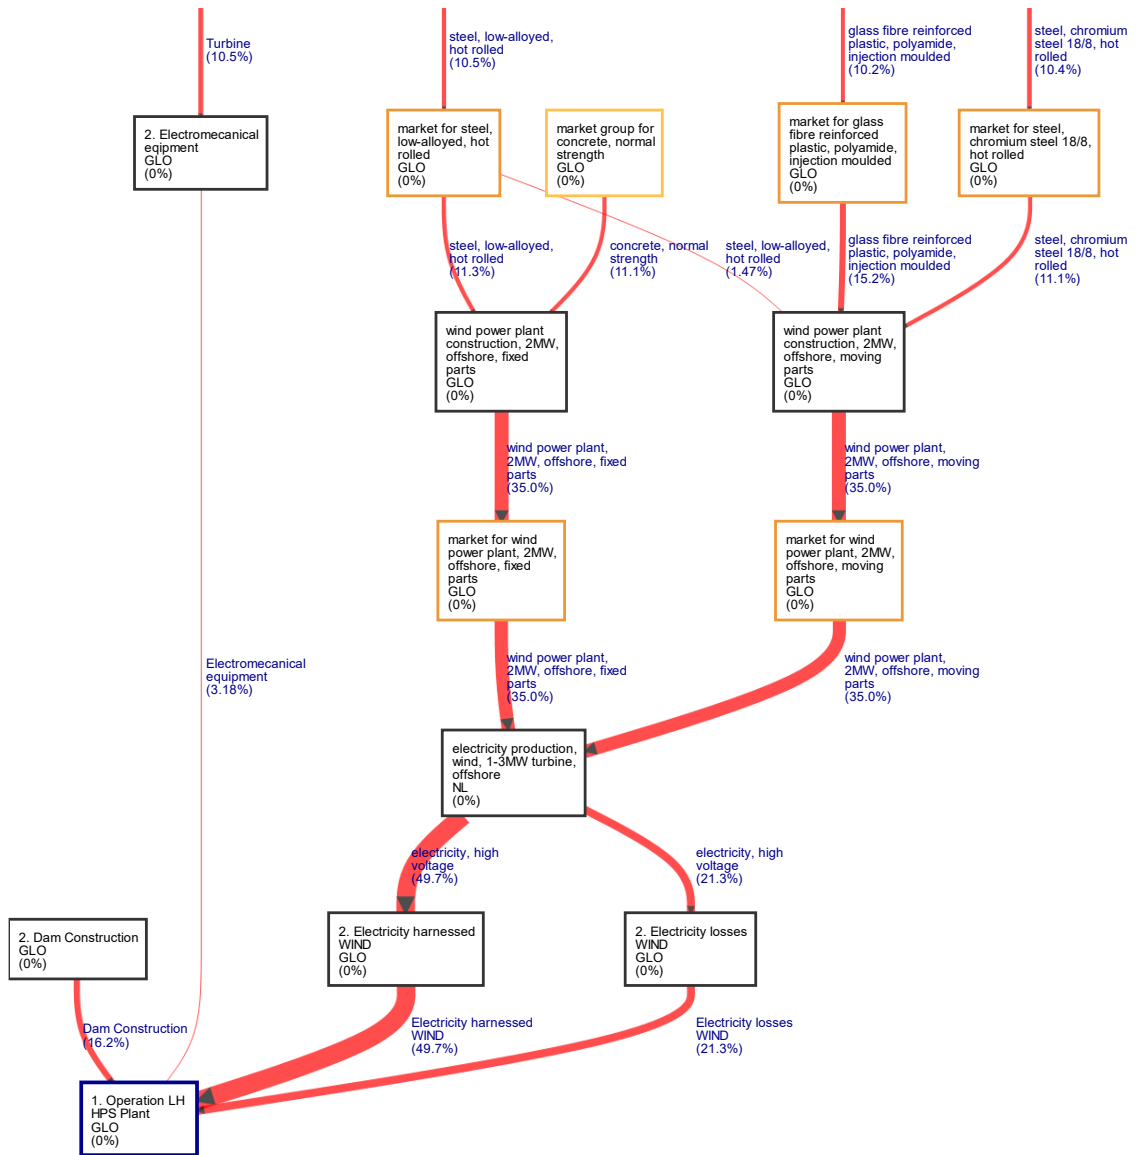 Turbine
(10.5%)
steel, low-alloyed,
hot rolled
(10.5%)
glass fibre reinforced
plastic, polyamide,
injection moulded
(10.2%)
steel, chromium
steel 18/8, hot
rolled
(10.4%)
2. Electromechanical
eqipment
GLO
(0%)
market for steel,
low-alloyed, hot
rolled
GLO
(0%)
market group for
concrete, normal
strength
GLO
(0%)
market for glass
fibre reinforced
plastic, polyamide,
injection moulded
GLO
(0%)
market for steel,
chromium steel 18/8,
hot rolled
GLO
(0%)
steel, low-alloyed,
hot rolled
(11.3%)
concrete, normal
strength
(11.1%)
steel, low-alloyed,
hot rolled
(1.47%)
glass fibre reinforced
plastic, polyamide,
injection moulded
(15.2%)
steel, chromium
steel 18/8, hot
rolled
(11.1%)
wind power plant
construction, 2MW,
offshore, fixed
parts
GLO
(0%)
wind power plant
construction, 2MW,
offshore, moving
parts
GLO
(0%)
wind power plant,
2MW, offshore, fixed
parts
(35.0%)
wind power plant,
2MW, offshore, moving
parts
(35.0%)
market for wind
power plant, 2MW,
offshore, fixed
parts
GLO
(0%)
market for wind
power plant, 2MW,
offshore, moving
parts
GLO
(0%)
Electromecanical
equipment
(3.18%)
wind power plant,
2MW, offshore, fixed
parts
(35.0%)
wind power plant,
2MW, offshore, moving
parts
(35.0%)
electricity production,
wind, 1-3MW turbine,
offshore
NL
(0%)
electricity, high
voltage
(49.7%)
electricity, high
voltage
(21.3%)
2. Dam Construction
GLO
(0%)
2. Electricity harnessed
WIND
GLO
(0%)
2. Electricity losses
WIND
GLO
(0%)
Dam Construction
(16.2%)
Electricity harnessed
WIND
(49.7%)
Electricity losses
WIND
(21.3%)
1. Operation LH
HPS Plant
GLO
(0%)